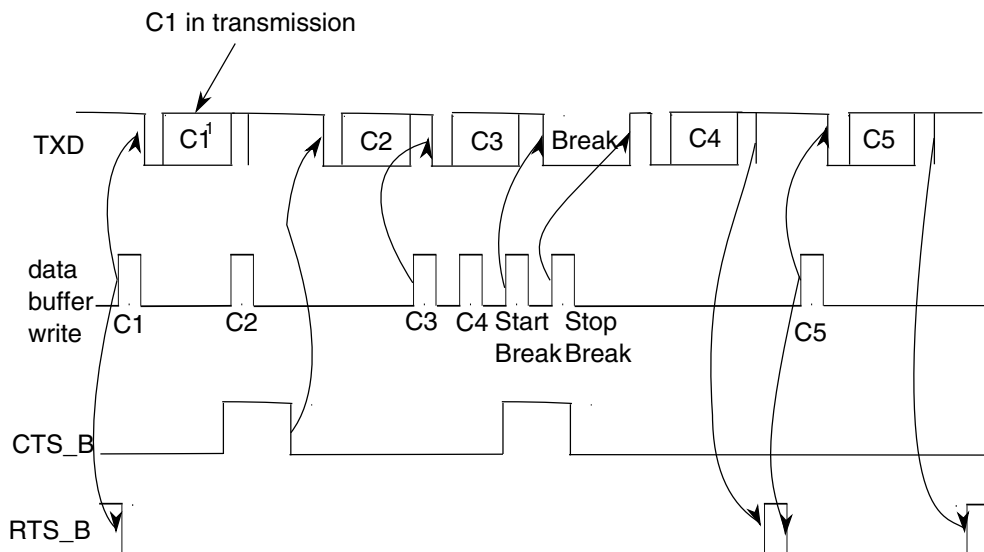 C1 in transmission
TXD
C1
1
C2
C3
Break
C4
C5
data
buffer
write
C1
C2
C3
C4
Start
Break
Stop
Break
C5
CTS_B
RTS_B